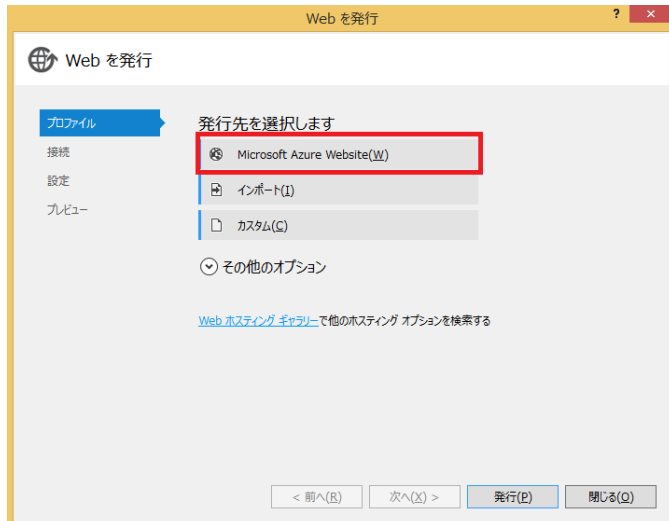 Web を発行
? ×
Web を発行
プロファイル
接続
設定
プレビュー
発行先を選択します
Microsoft Azure Website(W)
インポート(I)
カスタム(C)
その他のオプション
Web ホスティング ギャラリーで他のホスティング オプションを検索する
< 前へ(R)
次へ(X) >
発行(P)
閉じる(O)